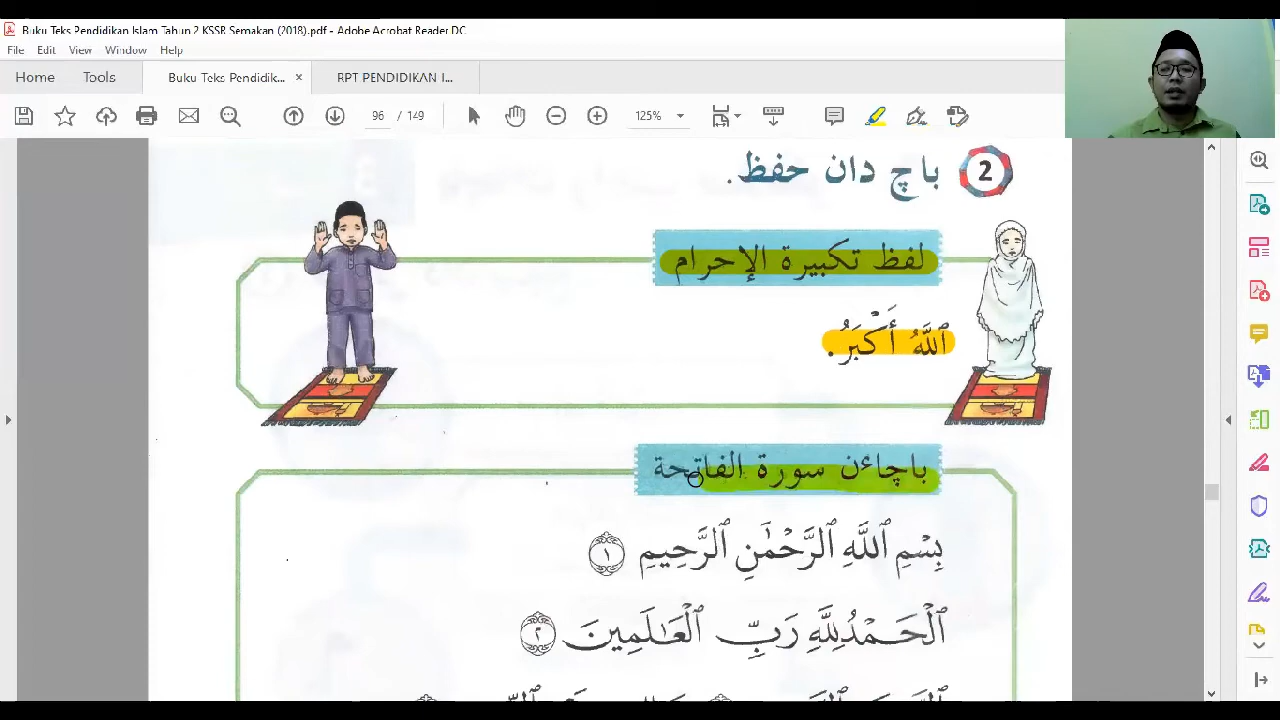 Buku Teks Pendidikan Islam Tahun 2 KSSR Semakan (2018).pdf - Adobe Acrobat Reader DC
File Edit View Window Help
Home Tools Buku Teks Pendidik... × RPT PENDIDIKAN I...
96 / 149 125%
2 باچ دان حفظ.
لفظ تكبيرة الإحرام
ٱللَّهُ أَكْبَرُ.
باچاءن سورة الفاتحة
بِسْمِ ٱللَّهِ ٱلرَّحْمَـٰنِ ٱلرَّحِيمِ ١
ٱلْحَمْدُ لِلَّهِ رَبِّ ٱلْعَـٰلَمِينَ ٢